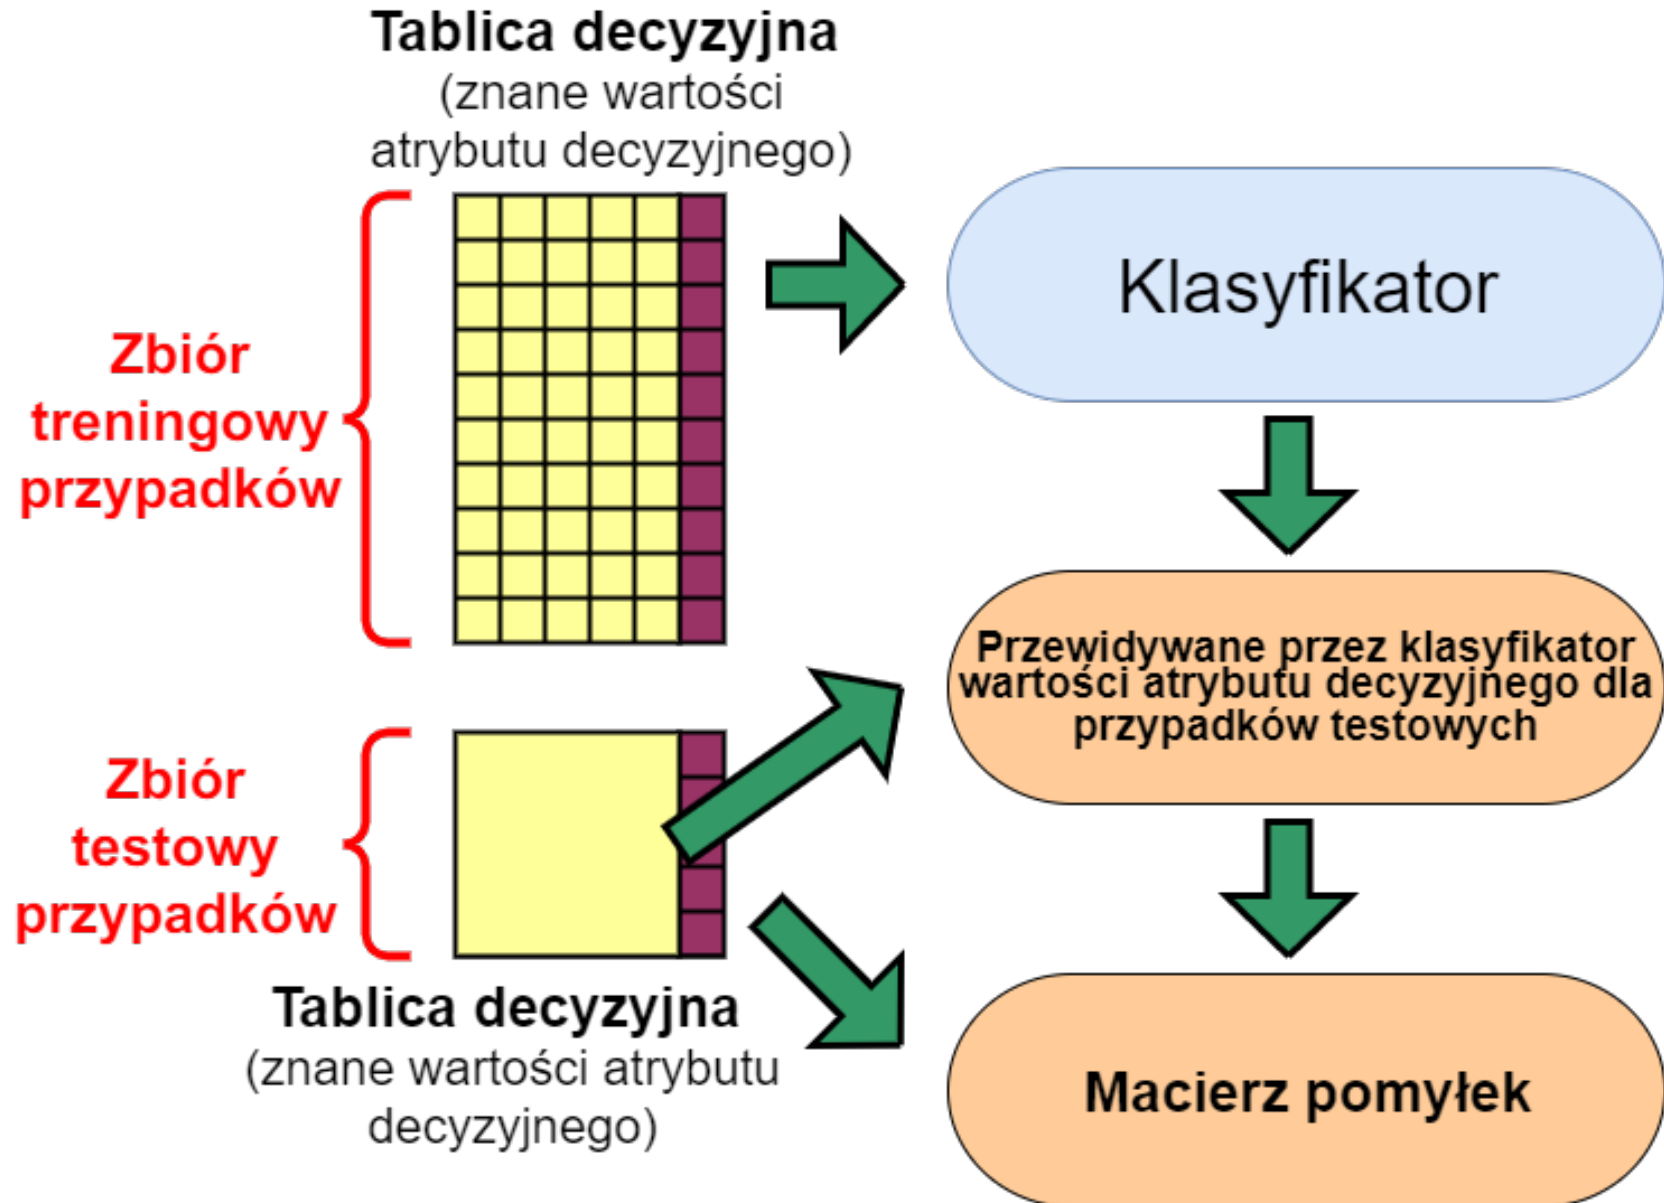 Tablica decyzyjna
(znane wartości
atrybutu decyzyjnego)
Zbiór
treningowy
przypadków
Klasyfikator
Przewidywane przez klasyfikator
wartości atrybutu decyzyjnego dla
przypadków testowych
Zbiór
testowy
przypadków
Tablica decyzyjna
(znane wartości atrybutu
decyzyjnego)
Macierz pomyłek